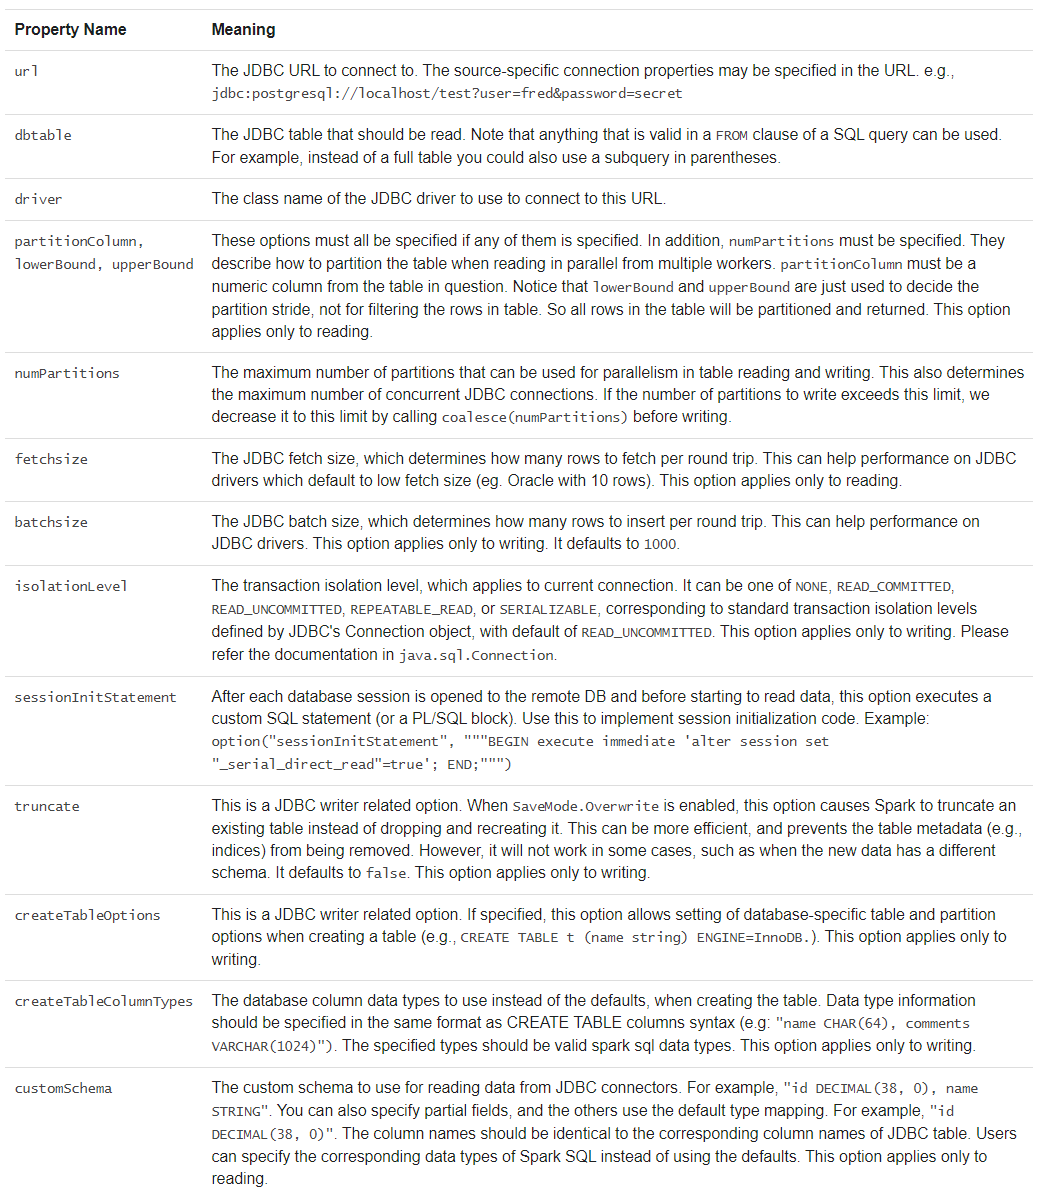 Property Name Meaning
url The JDBC URL to connect to. The source-specific connection properties may be specified in the URL. e.g.,
jdbc:postgresql://localhost/test?user=fred&password=secret
dbtable The JDBC table that should be read. Note that anything that is valid in a FROM clause of a SQL query can be used.
For example, instead of a full table you could also use a subquery in parentheses.
driver The class name of the JDBC driver to use to connect to this URL.
partitionColumn, These options must all be specified if any of them is specified. In addition, numPartitions must be specified. They
lowerBound, upperBound describe how to partition the table when reading in parallel from multiple workers. partitionColumn must be a
numeric column from the table in question. Notice that lowerBound and upperBound are just used to decide the
partition stride, not for filtering the rows in table. So all rows in the table will be partitioned and returned. This option
applies only to reading.
numPartitions The maximum number of partitions that can be used for parallelism in table reading and writing. This also determines
the maximum number of concurrent JDBC connections. If the number of partitions to write exceeds this limit, we
decrease it to this limit by calling coalesce(numPartitions) before writing.
fetchsize The JDBC fetch size, which determines how many rows to fetch per round trip. This can help performance on JDBC
drivers which default to low fetch size (eg. Oracle with 10 rows). This option applies only to reading.
batchsize The JDBC batch size, which determines how many rows to insert per round trip. This can help performance on
JDBC drivers. This option applies only to writing. It defaults to 1000.
isolationLevel The transaction isolation level, which applies to current connection. It can be one of NONE, READ_COMMITTED,
READ_UNCOMMITTED, REPEATABLE_READ, or SERIALIZABLE, corresponding to standard transaction isolation levels
defined by JDBC's Connection object, with default of READ_UNCOMMITTED. This option applies only to writing. Please
refer the documentation in java.sql.Connection.
sessionInitStatement After each database session is opened to the remote DB and before starting to read data, this option executes a
custom SQL statement (or a PL/SQL block). Use this to implement session initialization code. Example:
option("sessionInitStatement", """BEGIN execute immediate 'alter session set
"_serial_direct_read"=true'; END;""")
truncate This is a JDBC writer related option. When SaveMode.Overwrite is enabled, this option causes Spark to truncate an
existing table instead of dropping and recreating it. This can be more efficient, and prevents the table metadata (e.g.,
indices) from being removed. However, it will not work in some cases, such as when the new data has a different
schema. It defaults to false. This option applies only to writing.
createTableOptions This is a JDBC writer related option. If specified, this option allows setting of database-specific table and partition
options when creating a table (e.g., CREATE TABLE t (name string) ENGINE=InnoDB.). This option applies only to
writing.
createTableColumnTypes The database column data types to use instead of the defaults, when creating the table. Data type information
should be specified in the same format as CREATE TABLE columns syntax (e.g: "name CHAR(64), comments
VARCHAR(1024)"). The specified types should be valid spark sql data types. This option applies only to writing.
customSchema The custom schema to use for reading data from JDBC connectors. For example, "id DECIMAL(38, 0), name
STRING". You can also specify partial fields, and the others use the default type mapping. For example, "id
DECIMAL(38, 0)". The column names should be identical to the corresponding column names of JDBC table. Users
can specify the corresponding data types of Spark SQL instead of using the defaults. This option applies only to
reading.